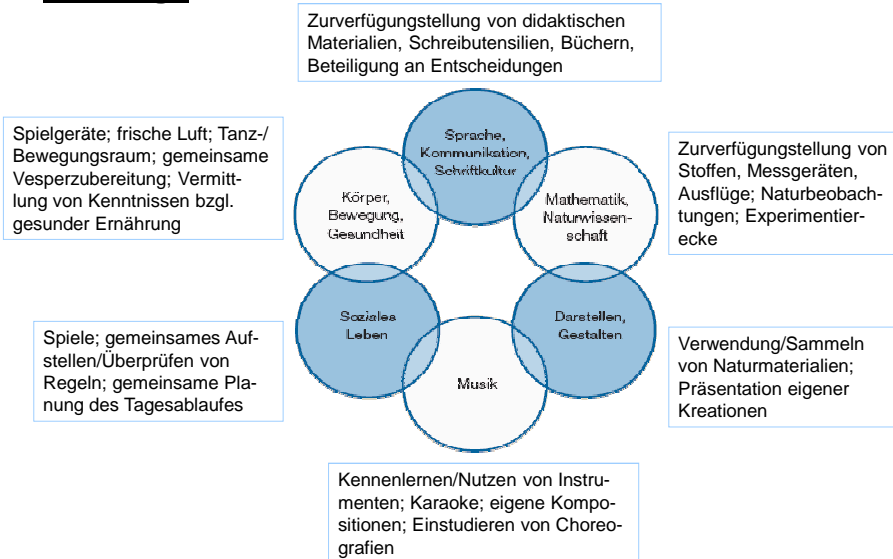 Zurverfügungstellung von didaktischen
Materialien, Schreibutensilien, Büchern,
Beteiligung an Entscheidungen
Sprache,
Kommunikation,
Schriftkultur
Spielgeräte; frische Luft; Tanz-/
Bewegungsraum; gemeinsame
Vesperzubereitung; Vermitt-
lung von Kenntnissen bzgl.
gesunder Ernährung
Körper,
Bewegung,
Gesundheit
Mathematik,
Naturwissen-
schaft
Zurverfügungstellung von
Stoffen, Messgeräten,
Ausflüge; Naturbeobach-
tungen; Experimentier-
ecke
Spiele; gemeinsames Auf-
stellen/Überprüfen von
Regeln; gemeinsame Pla-
nung des Tagesablaufes
Soziales
Leben
Darstellen,
Gestalten
Verwendung/Sammeln
von Naturmaterialien;
Präsentation eigener
Kreationen
Musik
Kennenlernen/Nutzen von Instru-
menten; Karaoke; eigene Kompo-
sitionen; Einstudieren von Choreo-
grafien